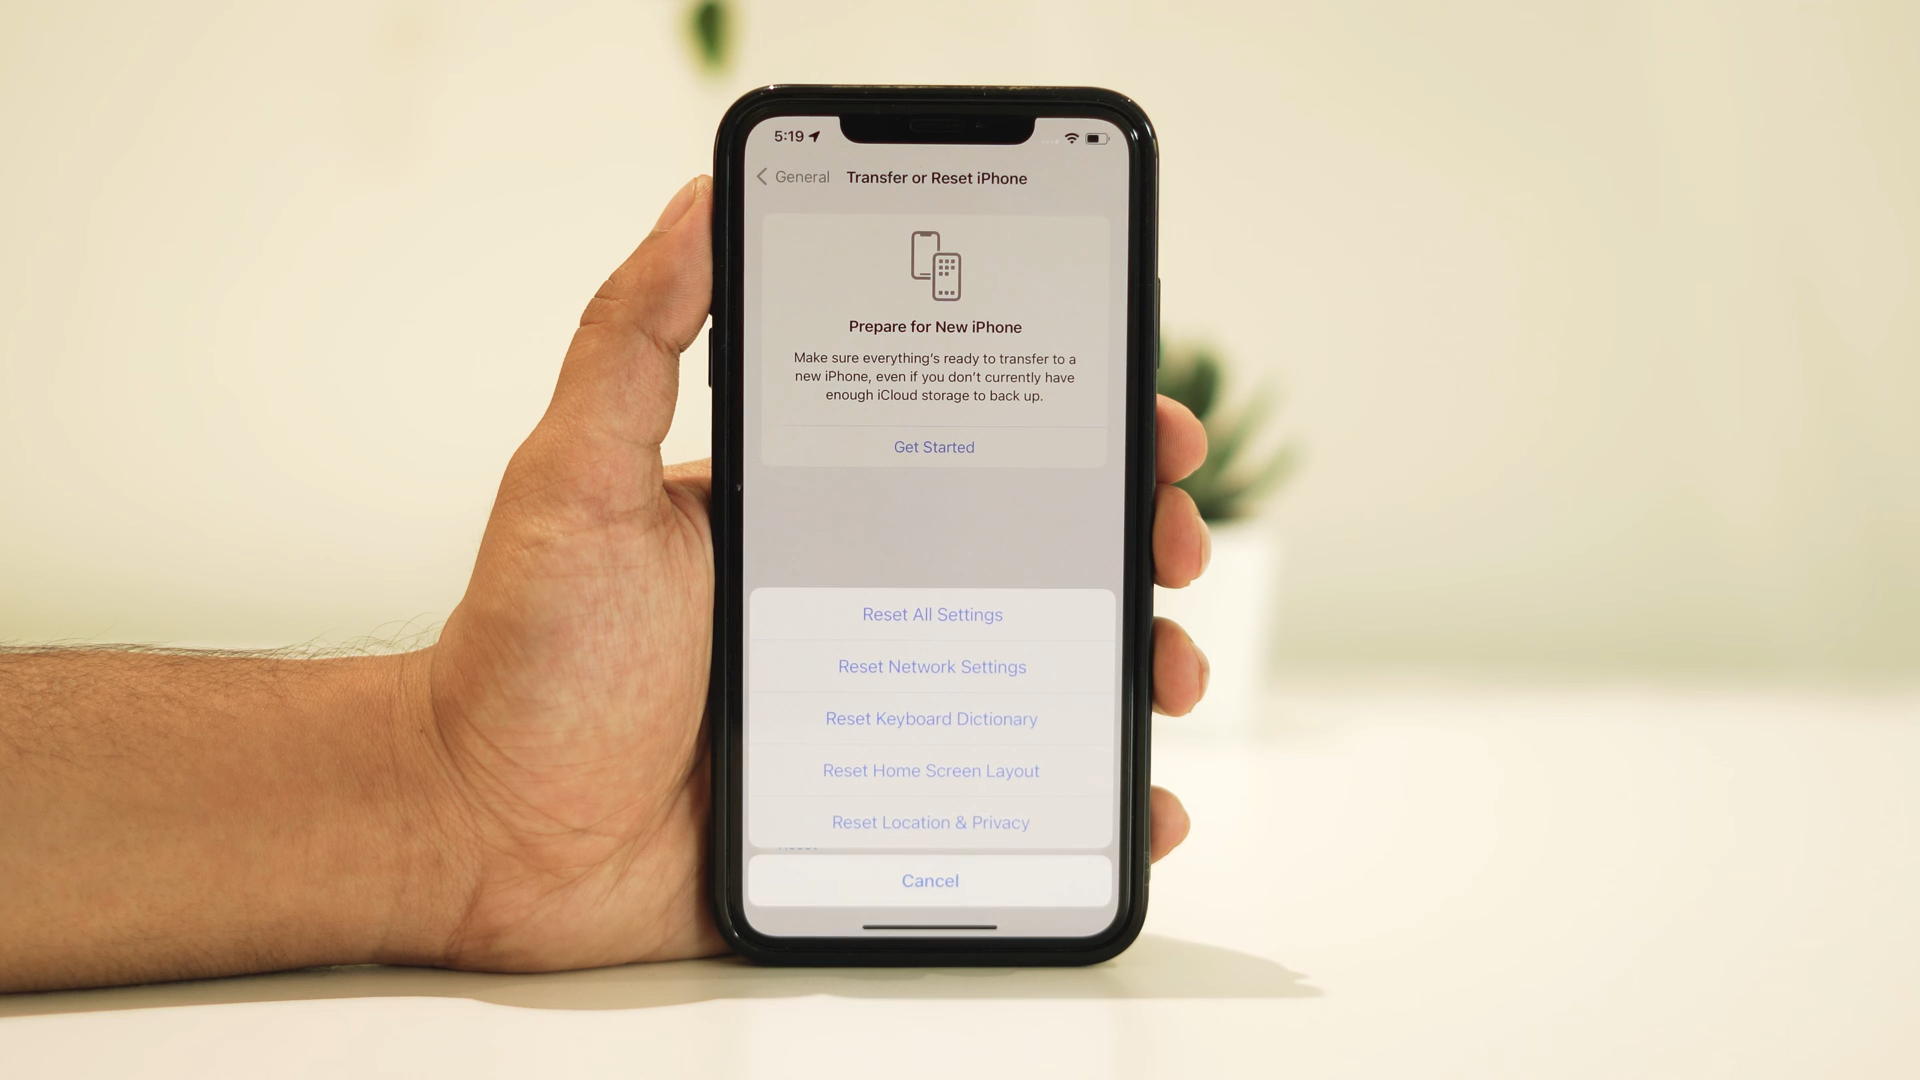 5:19
General Transfer or Reset iPhone
Prepare for New iPhone
Make sure everything's ready to transfer to a
new iPhone, even if you don't currently have
enough iCloud storage to back up.
Get Started
Reset All Settings
Reset Network Settings
Reset Keyboard Dictionary
Reset Home Screen Layout
Reset Location & Privacy
Cancel